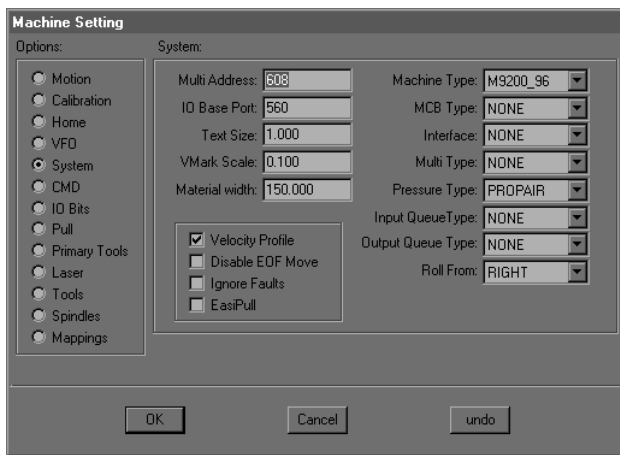 Machine Setting
Options:
Motion
Calibration
Home
VFO
System
CMD
IO Bits
Pull
Primary Tools
Laser
Tools
Spindles
Mappings
System:
Multi Address: 608
IO Base Port: 560
Text Size: 1.000
VMark Scale: 0.100
Material width: 150.000
Velocity Profile
Disable EOF Move
Ignore Faults
EasiPull
Machine Type: M9200_96
MCB Type: NONE
Interface: NONE
Multi Type: NONE
Pressure Type: PROPAIR
Input QueueType: NONE
Output Queue Type: NONE
Roll From: RIGHT
OK
Cancel
undo